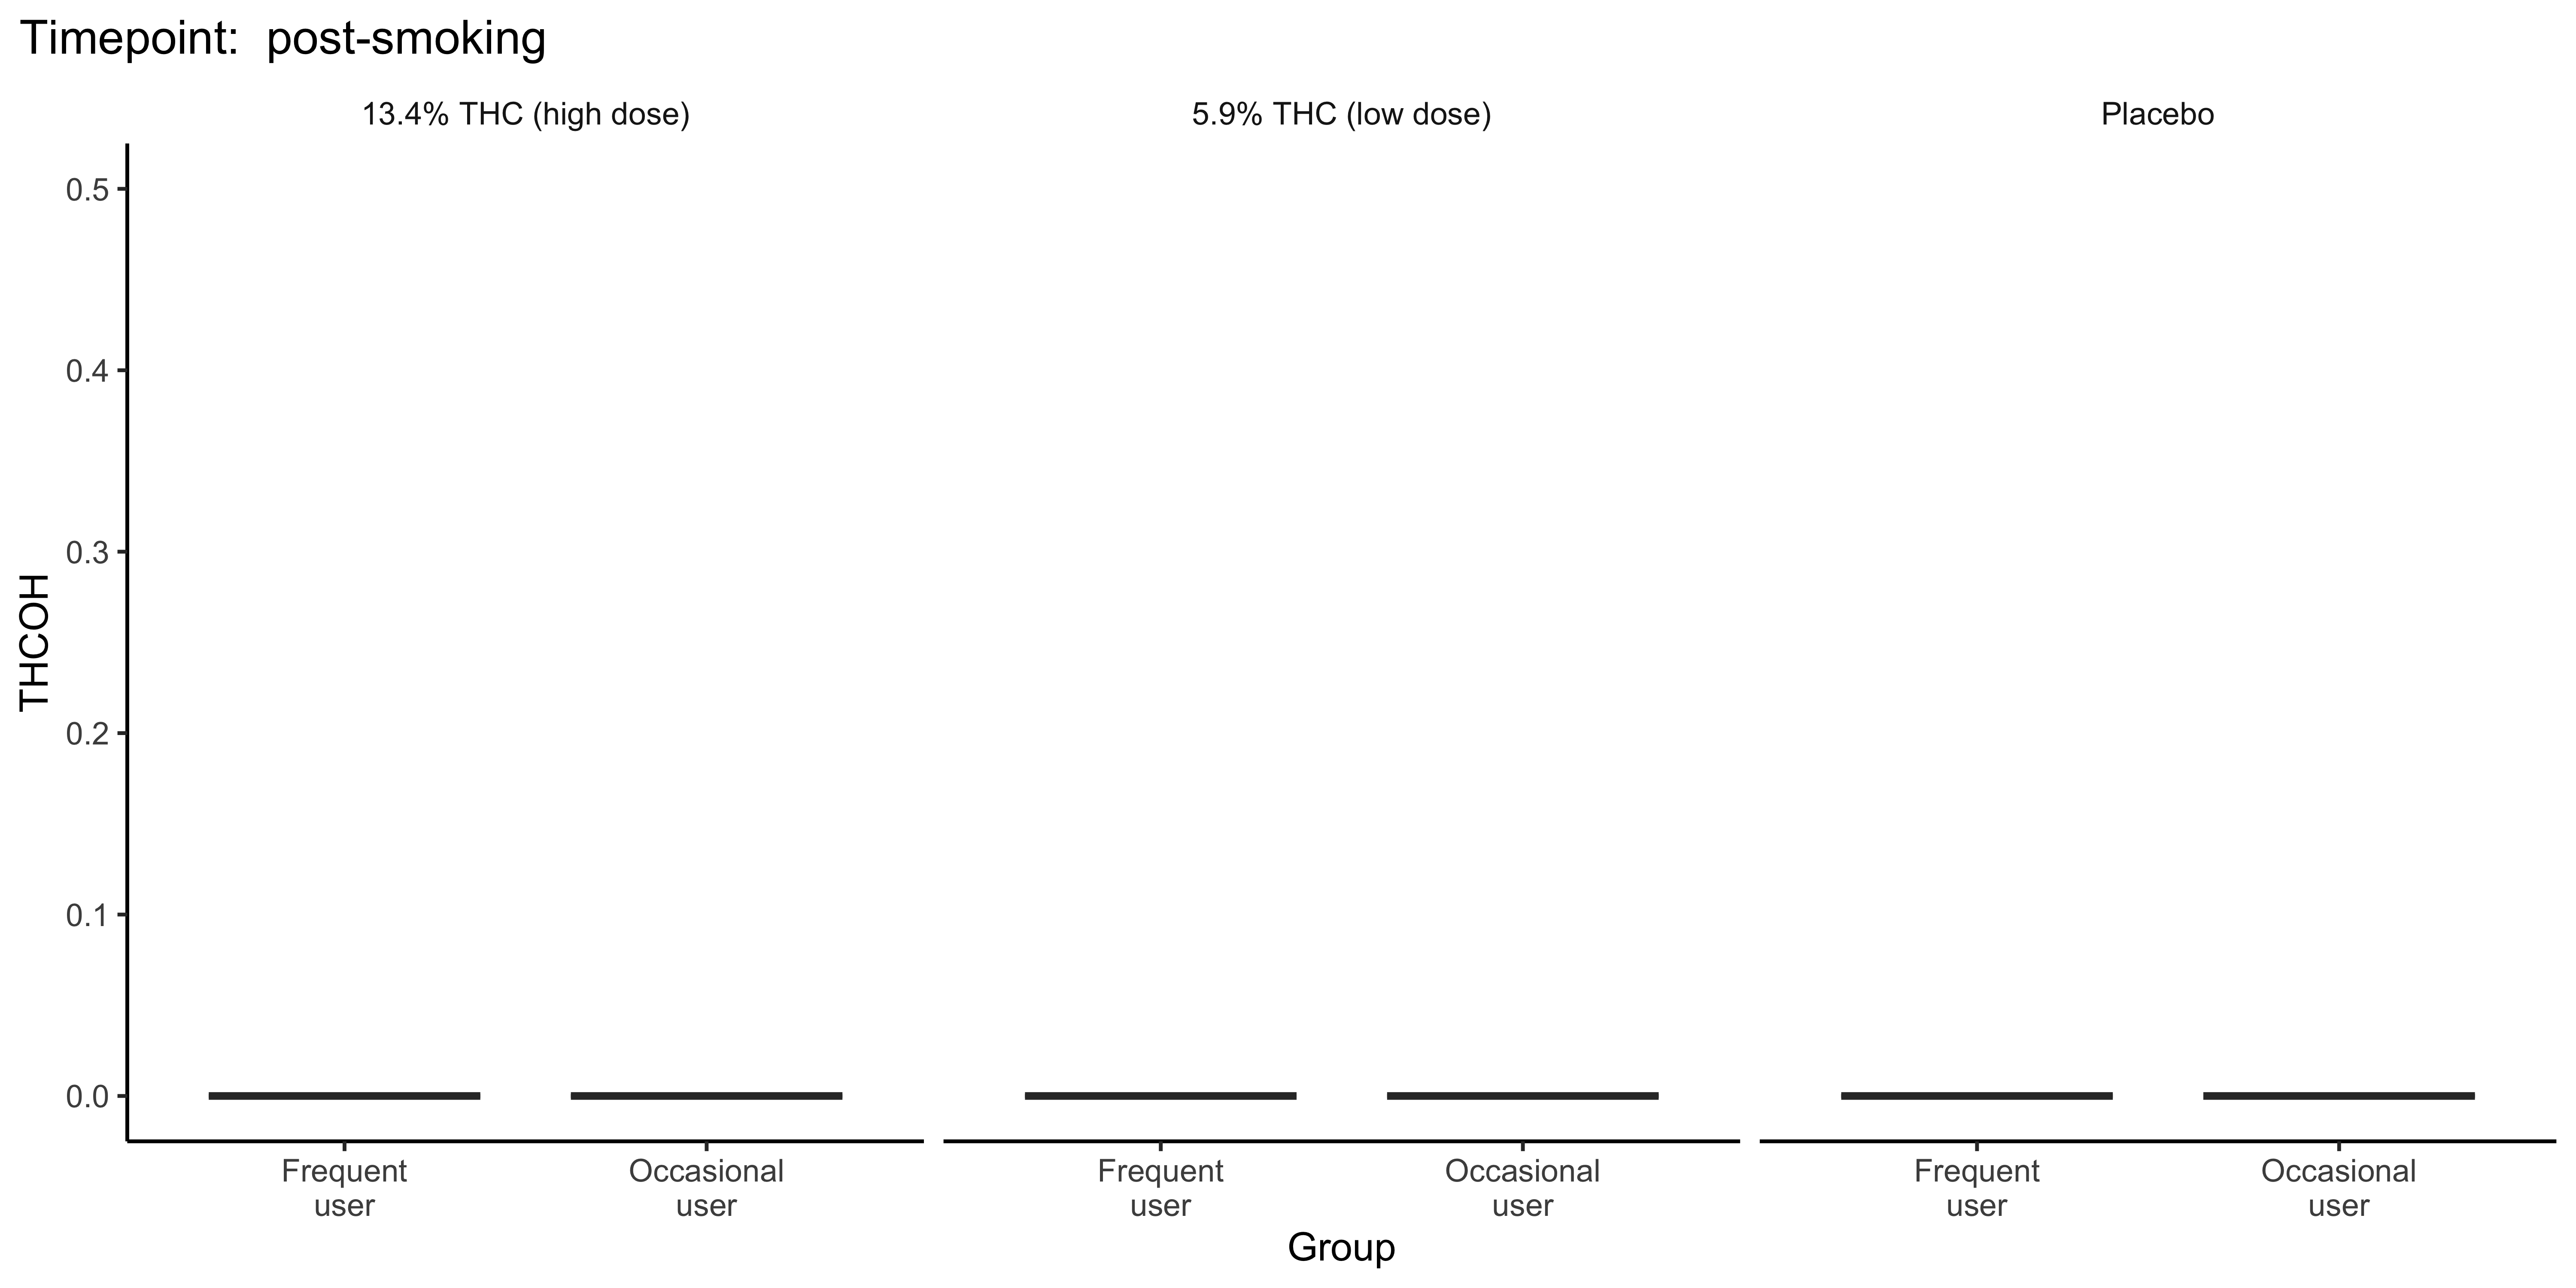 Timepoint:  post-smoking
13.4% THC (high dose)
5.9% THC (low dose)
Placebo
THCOH
0.5
0.4
0.3
0.2
0.1
0.0
Frequent
user
Occasional
user
Frequent
user
Occasional
user
Frequent
user
Occasional
user
Group